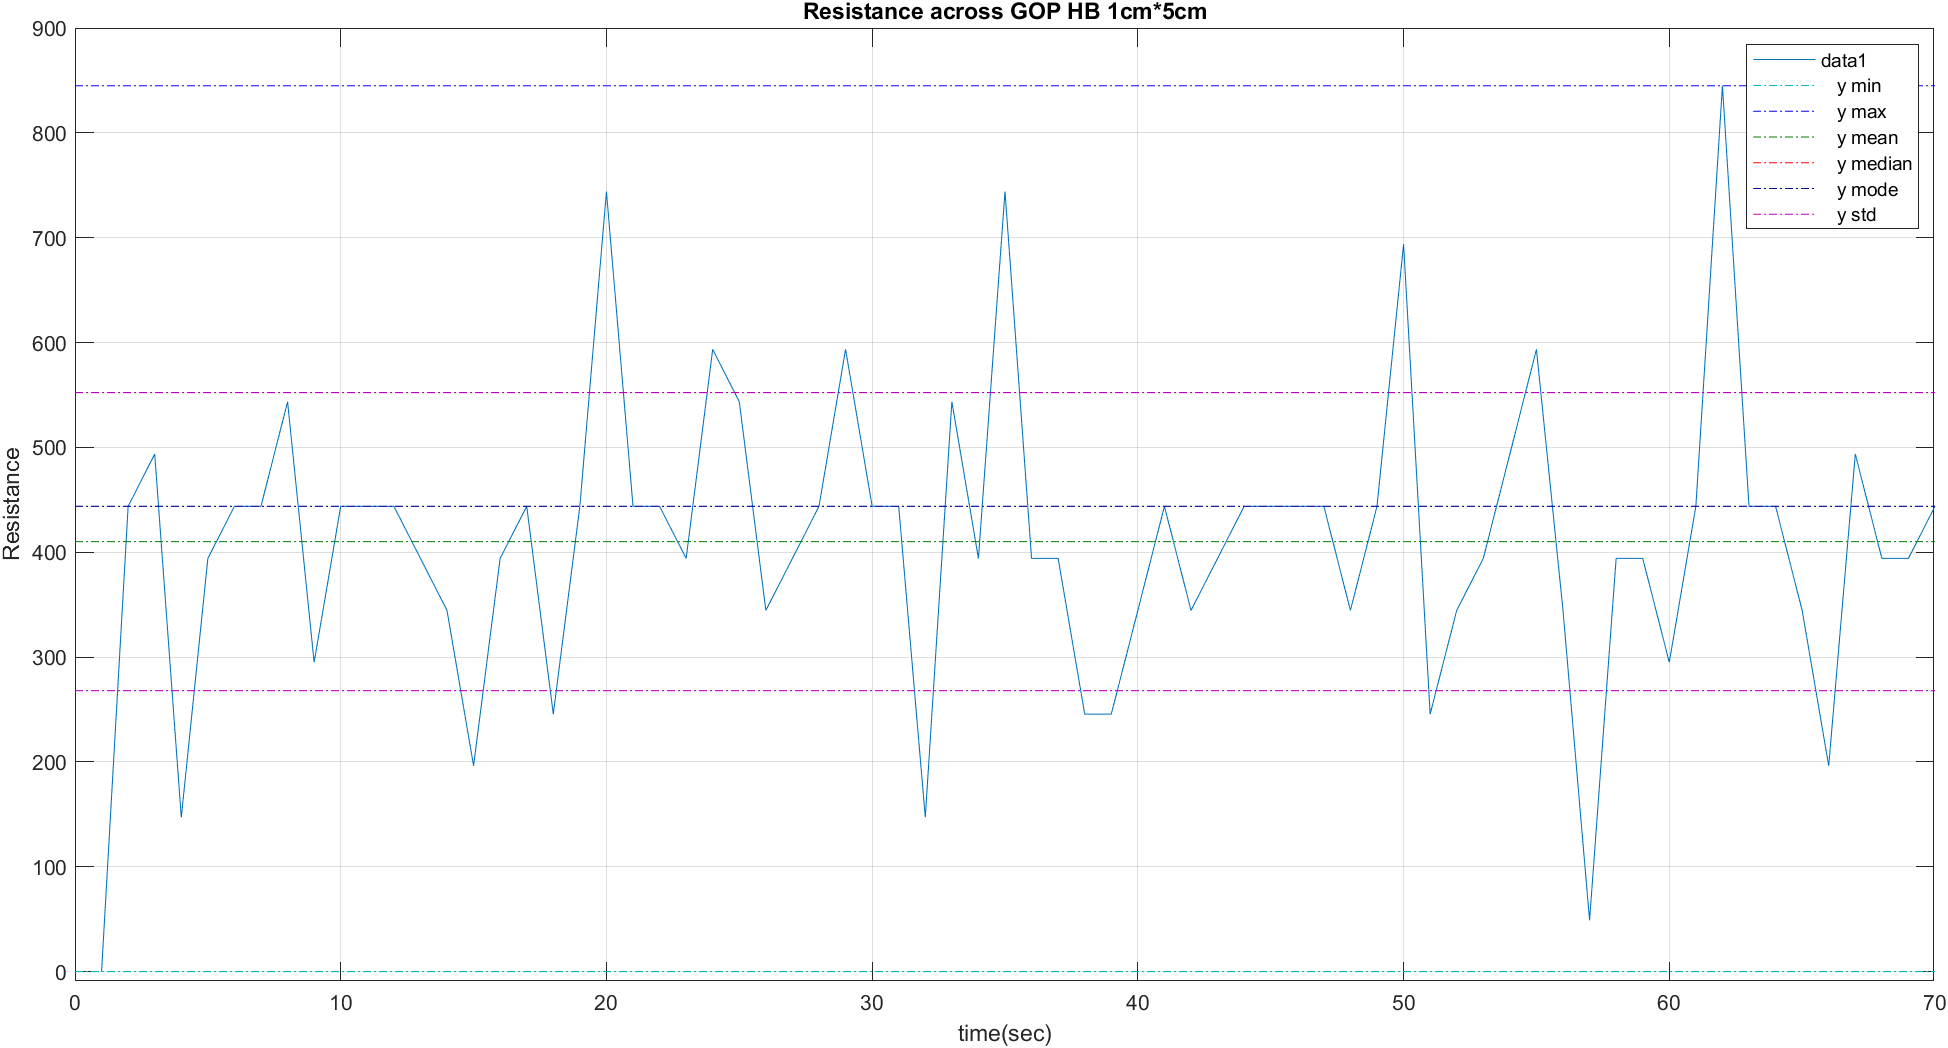 Resistance across GOP HB 1cm*5cm
900
800
700
600
500
400
300
200
100
0
Resistance
0 10 20 30 40 50 60 70
time(sec)
data1
y min
y max
y mean
y median
y mode
y std